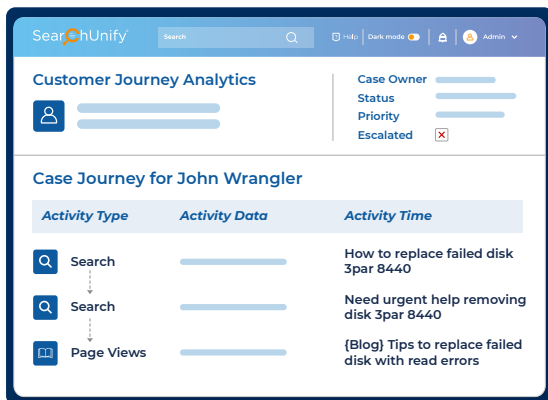 SearchUnify
Search
Help
Dark mode
Admin
Customer Journey Analytics
Case Owner
Status
Priority
Escalated
Case Journey for John Wrangler
Activity Type Activity Data Activity Time
Search
How to replace failed disk
3par 8440
Search
Need urgent help removing
disk 3par 8440
Page Views
{Blog} Tips to replace failed
disk with read errors